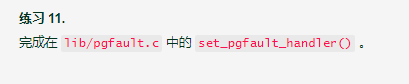 练习 11.
完成在 lib/pgfault.c 中的 set_pgfault_handler() 。